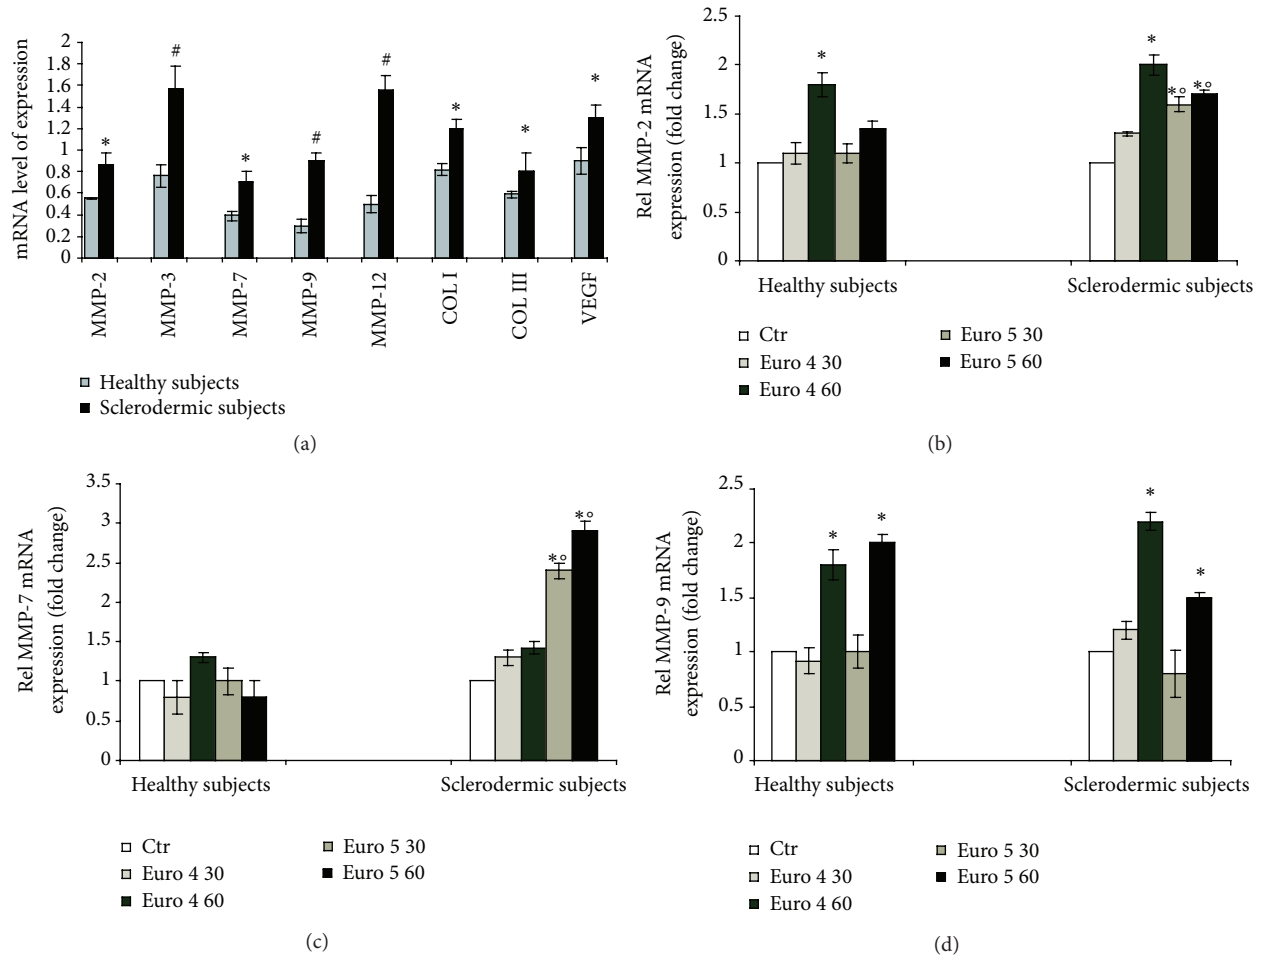 mRNA level of expression
2
1.8
1.6
1.4
1.2
1
0.8
0.6
0.4
0.2
0
* # * # # * * *
MMP-2
MMP-3
MMP-7
MMP-9
MMP-12
COL I
COL III
VEGF
Healthy subjects
Sclerodermic subjects
(a)
Rel MMP-2 mRNA
expression (fold change)
2.5
2
1.5
1
0.5
0
* * *° *°
Healthy subjects
Sclerodermic subjects
Ctr
Euro 4 30
Euro 4 60
Euro 5 30
Euro 5 60
(b)
Rel MMP-7 mRNA
expression (fold change)
3.5
3
2.5
2
1.5
1
0.5
0
*° *°
Healthy subjects
Sclerodermic subjects
Ctr
Euro 4 30
Euro 4 60
Euro 5 30
Euro 5 60
(c)
Rel MMP-9 mRNA
expression (fold change)
2.5
2
1.5
1
0.5
0
* * * *
Healthy subjects
Sclerodermic subjects
Ctr
Euro 4 30
Euro 4 60
Euro 5 30
Euro 5 60
(d)